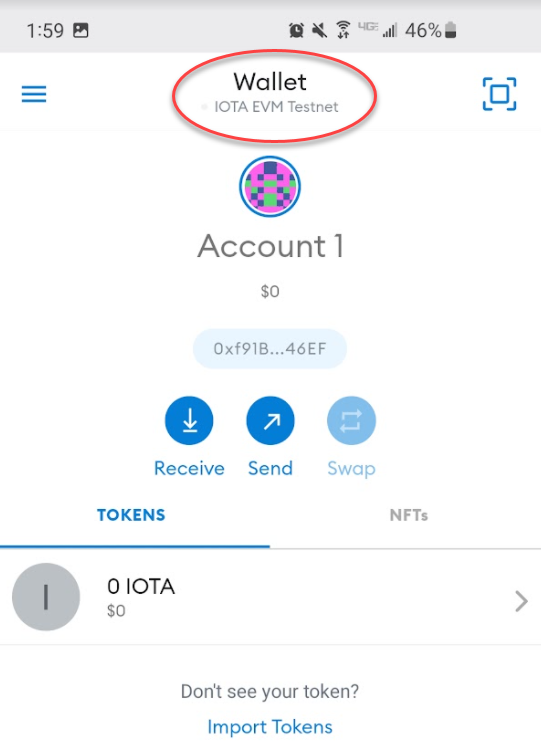 1:59 4G 46%
Wallet
IOTA EVM Testnet
Account 1
$0
0xf91B...46EF
Receive Send Swap
TOKENS NFTs
I 0 IOTA
$0
Don't see your token?
Import Tokens